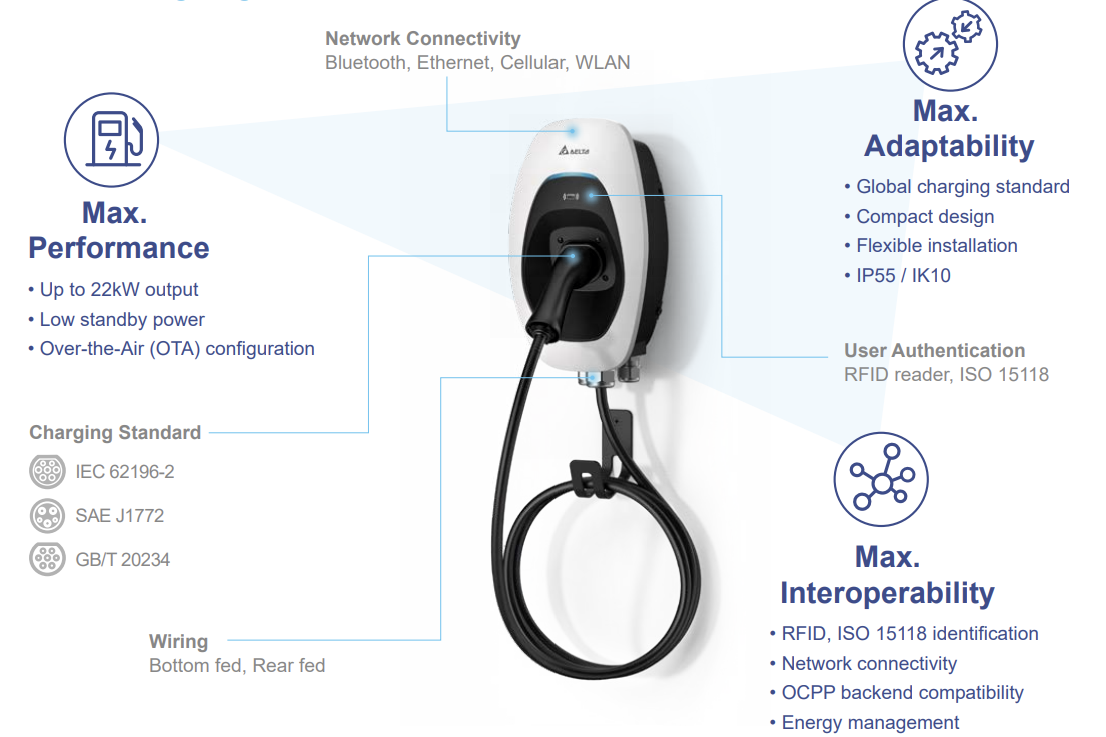 Network Connectivity
Bluetooth, Ethernet, Cellular, WLAN
Max.
Performance
• Up to 22kW output
• Low standby power
• Over-the-Air (OTA) configuration
Charging Standard
IEC 62196-2
SAE J1772
GB/T 20234
Wiring
Bottom fed, Rear fed
DELTA
Max.
Adaptability
• Global charging standard
• Compact design
• Flexible installation
• IP55 / IK10
User Authentication
RFID reader, ISO 15118
Max.
Interoperability
• RFID, ISO 15118 identification
• Network connectivity
• OCPP backend compatibility
• Energy management